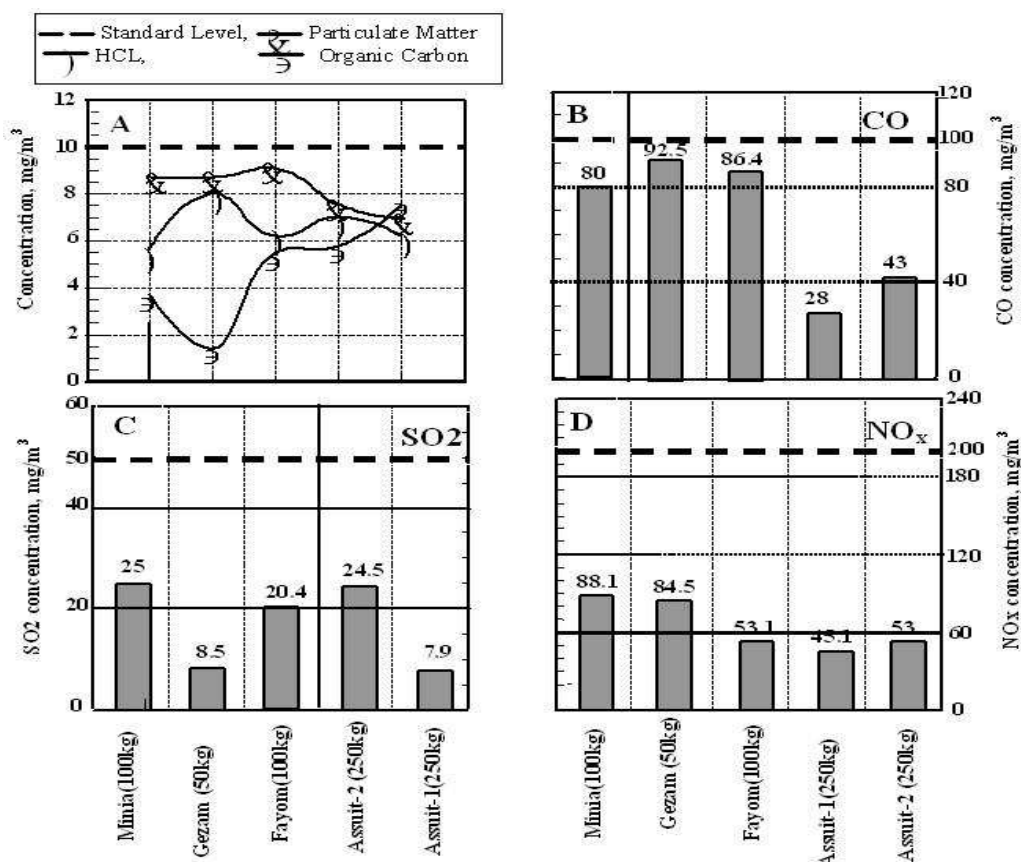 Standard Level, Particulate Matter
HCL, Organic Carbon
A
Concentration, mg/m³
12
10
8
6
4
2
0
B
CO
CO concentration, mg/m³
120
100
80
40
0
80
92.5
86.4
28
43
C
SO2
SO2 concentration, mg/m³
60
50
40
20
0
25
8.5
20.4
24.5
7.9
Minia(100kg)
Gezam (50kg)
Fayom(100kg)
Assuit-2 (250kg)
Assuit-1(250kg)
D
NOₓ
NOx concentration, mg/m³
240
200
180
120
60
0
88.1
84.5
53.1
45.1
53
Minia(100kg)
Gezam (50kg)
Fayom(100kg)
Assuit-1(250kg)
Assuit-2 (250kg)